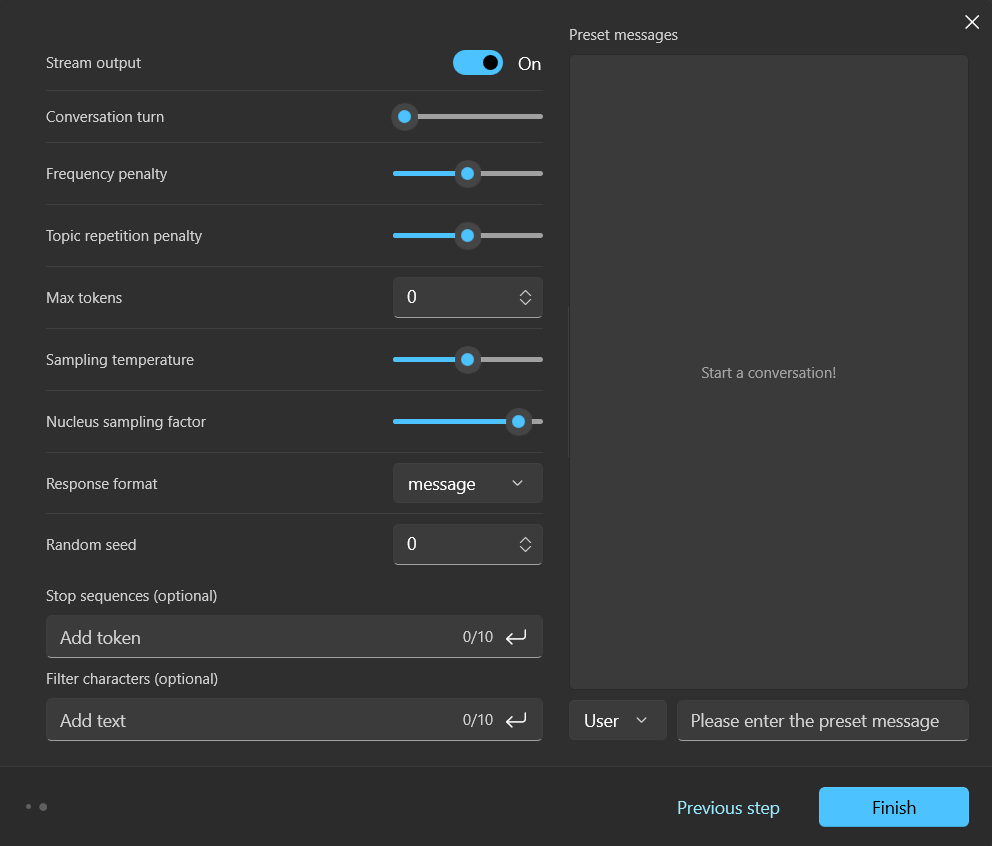 Stream output
On
Conversation turn
Frequency penalty
Topic repetition penalty
Max tokens
0
Sampling temperature
Nucleus sampling factor
Response format
message
Random seed
0
Stop sequences (optional)
Add token
0/10
Filter characters (optional)
Add text
0/10
Preset messages
Start a conversation!
User
Please enter the preset message
Previous step
Finish